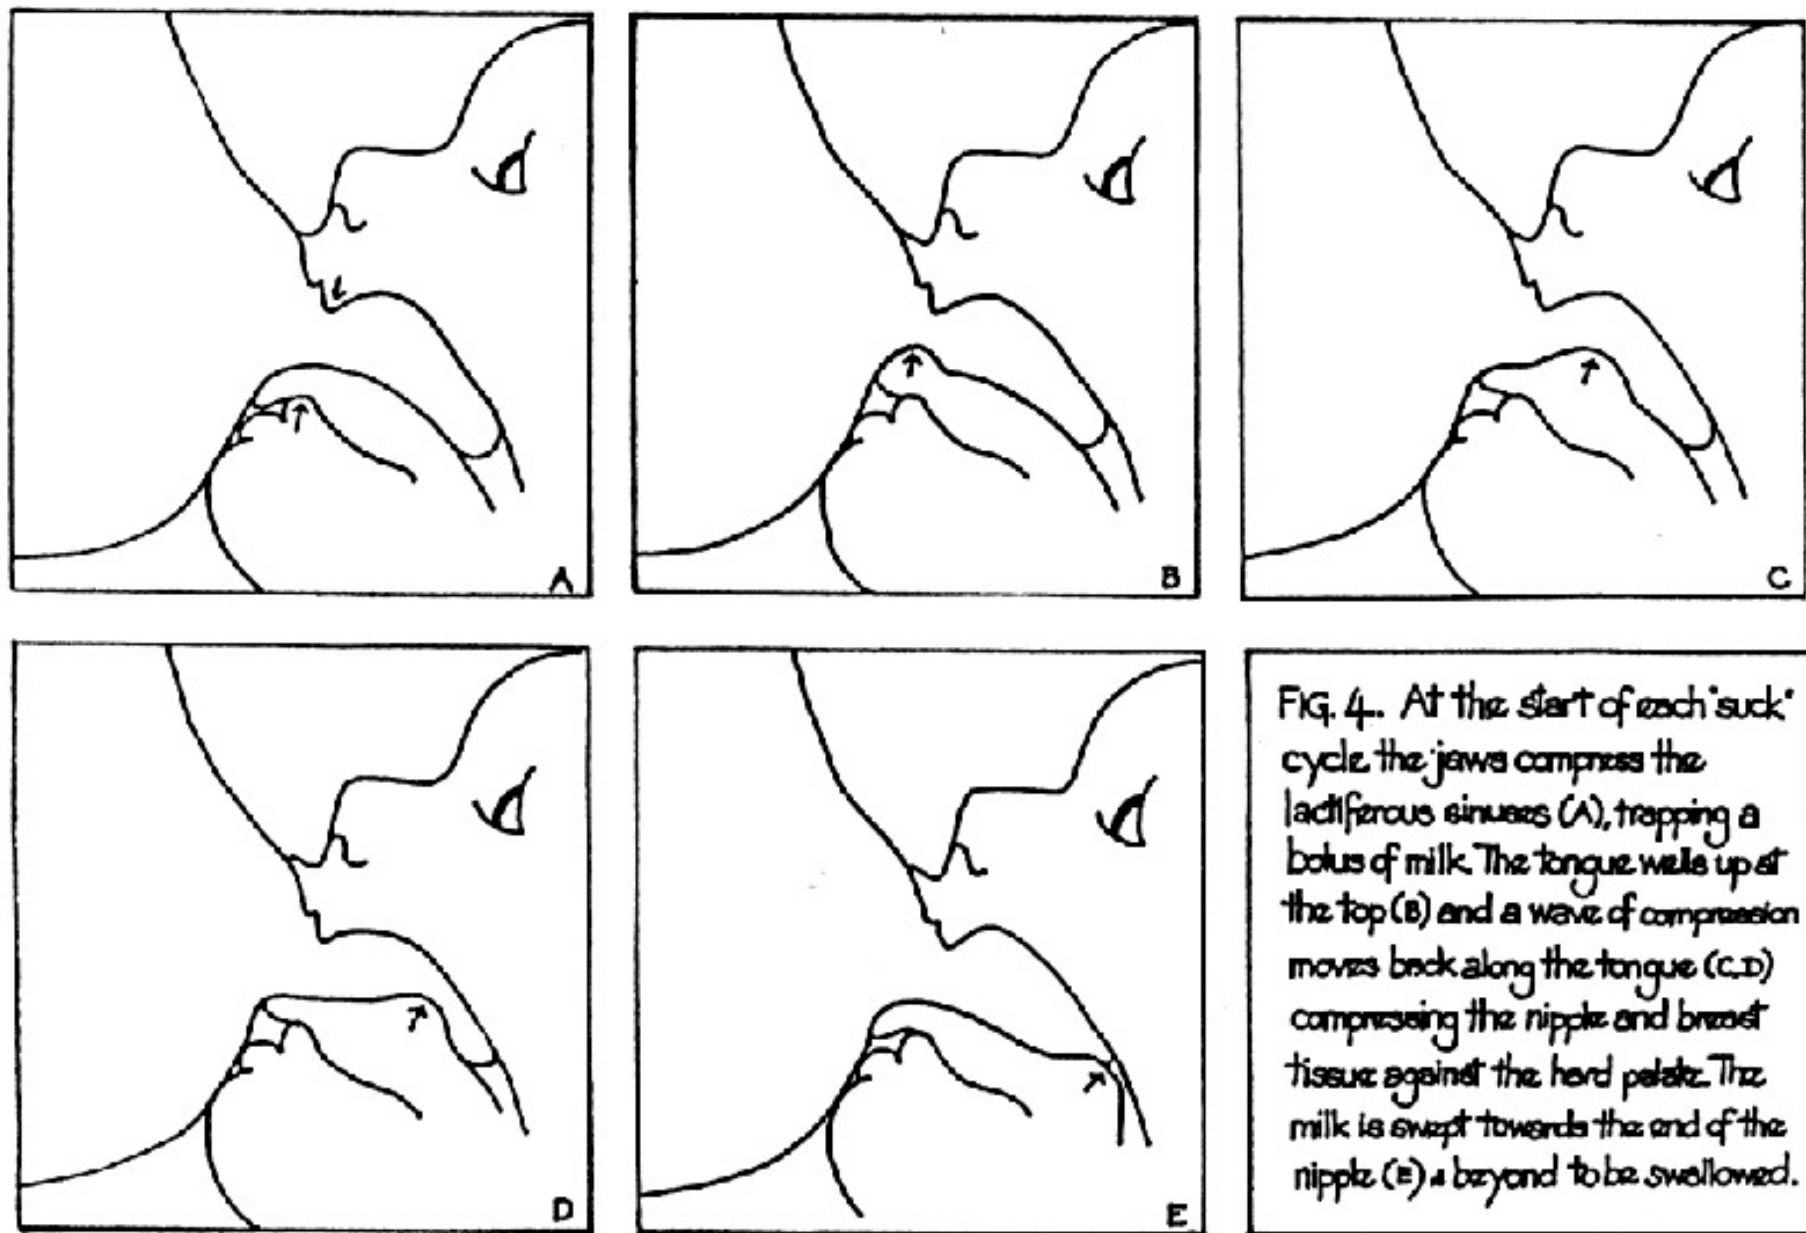 A
B
C
D
E
FIG. 4. At the start of each 'suck'
cycle the jaws compress the
lactiferous sinuses (A), trapping a
bolus of milk. The tongue wells up at
the top (B) and a wave of compression
moves back along the tongue (C.D)
compressing the nipple and breast
tissue against the hard palate. The
milk is swept towards the end of the
nipple (E) & beyond to be swallowed.